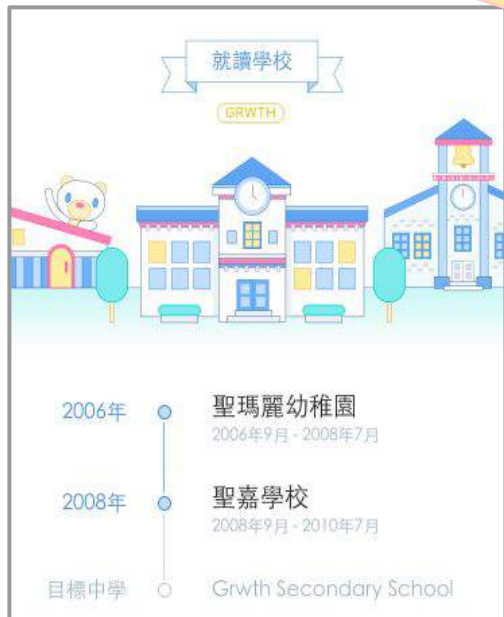 就讀學校
GRWTH
2006年
聖瑪麗幼稚園
2006年9月 - 2008年7月
2008年
聖嘉學校
2008年9月 - 2010年7月
目標中學
Grwth Secondary School